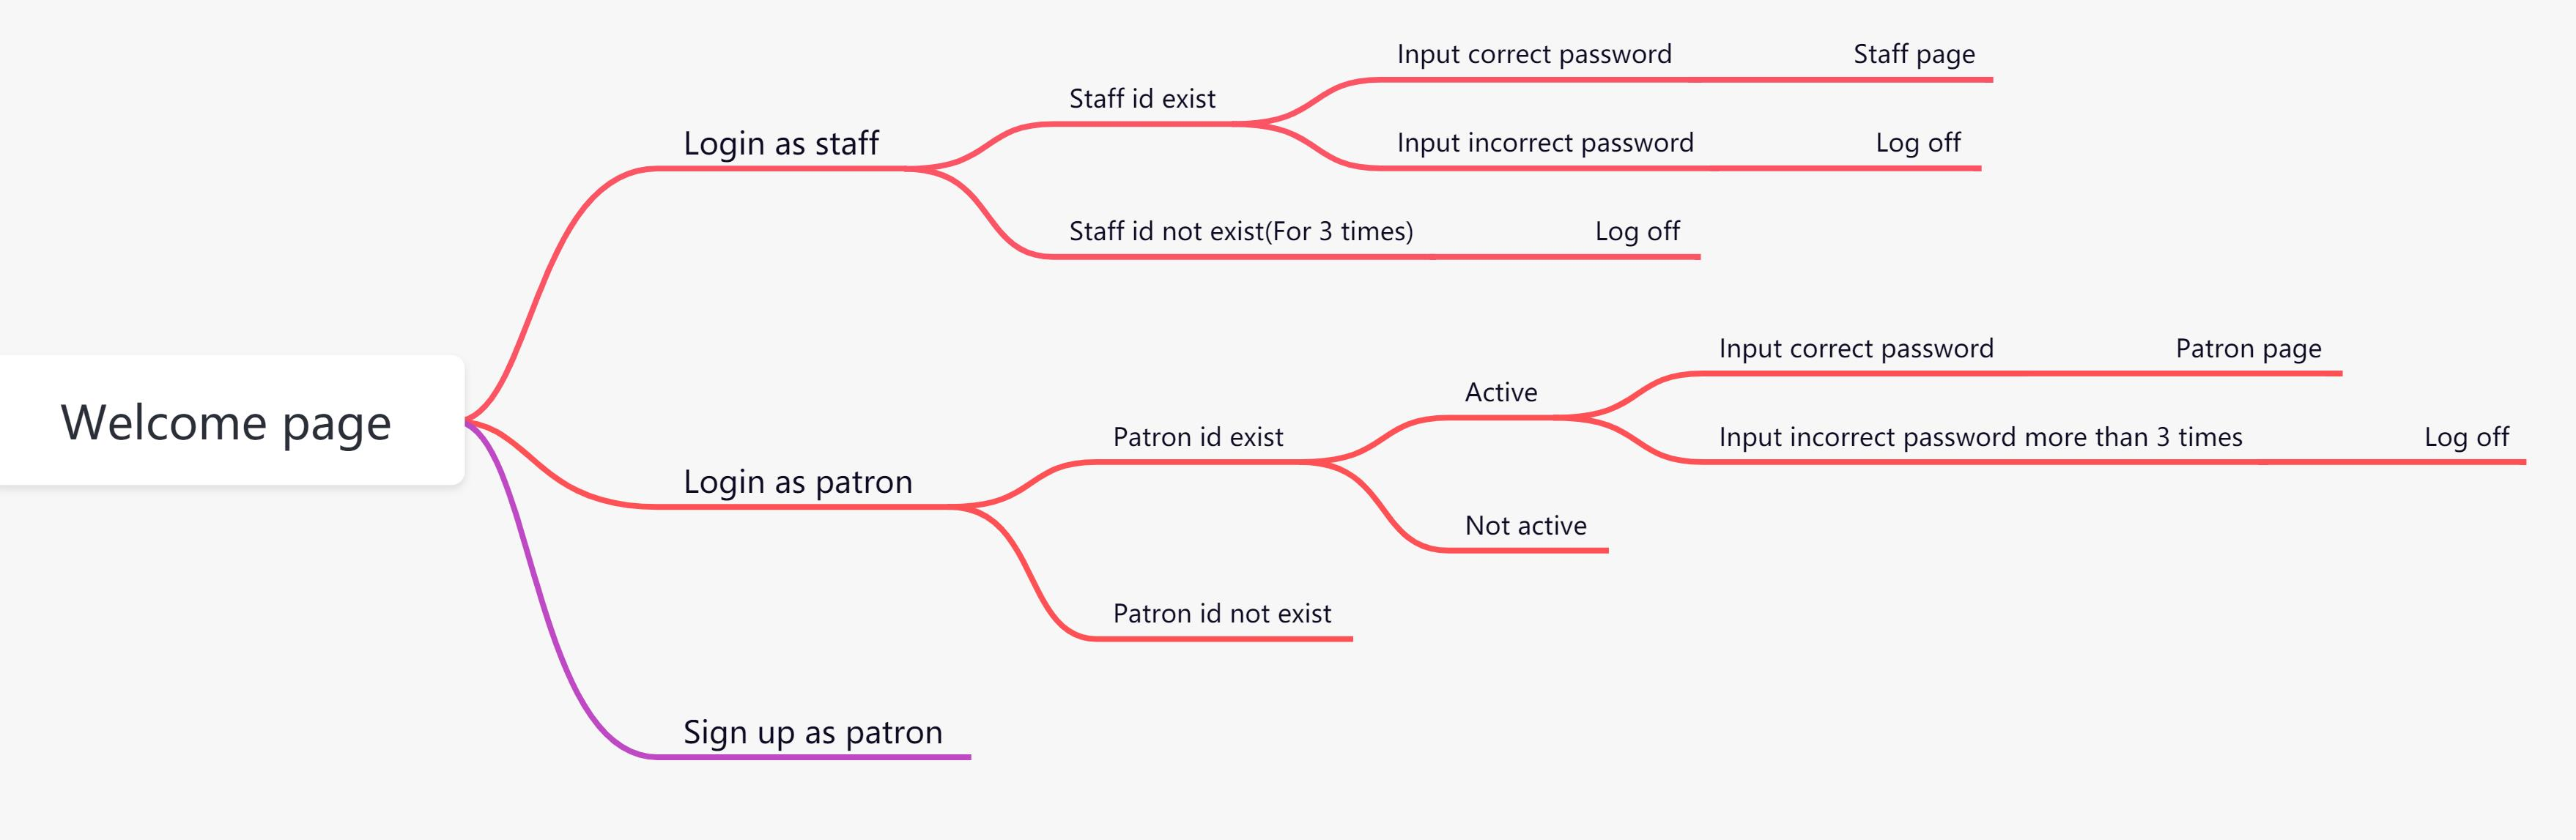 Welcome page
Login as staff
Staff id exist
Input correct password
Staff page
Input incorrect password
Log off
Staff id not exist(For 3 times)
Log off
Login as patron
Patron id exist
Active
Input correct password
Patron page
Input incorrect password more than 3 times
Log off
Not active
Patron id not exist
Sign up as patron